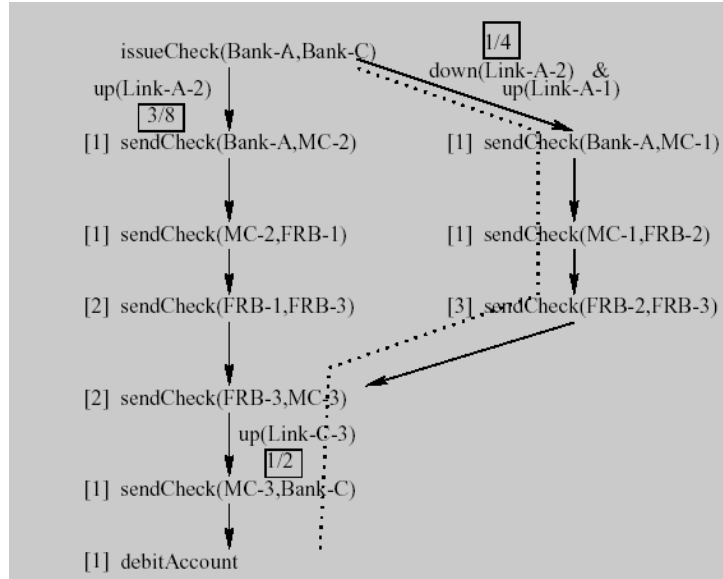 issueCheck(Bank-A,Bank-C)
1/4
down(Link-A-2) &
up(Link-A-1)
up(Link-A-2)
3/8
[1] sendCheck(Bank-A,MC-2)
[1] sendCheck(Bank-A,MC-1)
[1] sendCheck(MC-2,FRB-1)
[1] sendCheck(MC-1,FRB-2)
[2] sendCheck(FRB-1,FRB-3)
[3] sendCheck(FRB-2,FRB-3)
[2] sendCheck(FRB-3,MC-3)
up(Link-C-3)
1/2
[1] sendCheck(MC-3,Bank-C)
[1] debitAccount